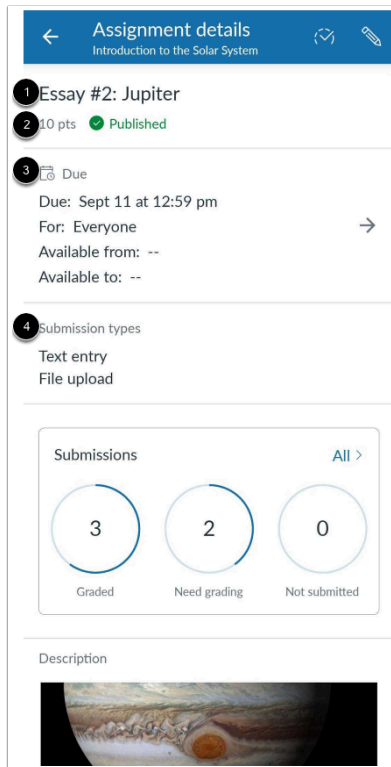 Assignment details
Introduction to the Solar System
1 Essay #2: Jupiter
2 10 pts Published
3 Due
Due: Sept 11 at 12:59 pm
For: Everyone
Available from: --
Available to: --
4 Submission types
Text entry
File upload
Submissions All >
3 2 0
Graded Need grading Not submitted
Description